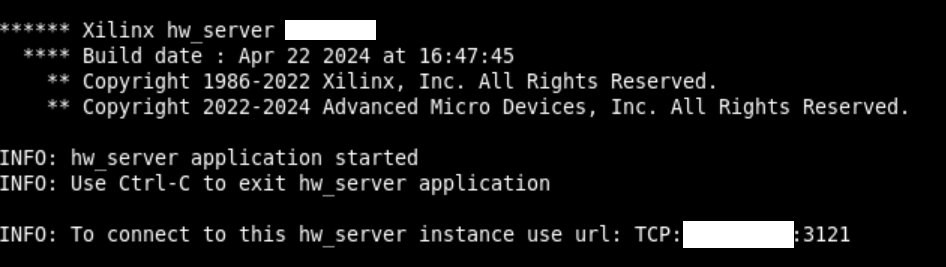 ****** Xilinx hw_server
**** Build date : Apr 22 2024 at 16:47:45
** Copyright 1986-2022 Xilinx, Inc. All Rights Reserved.
** Copyright 2022-2024 Advanced Micro Devices, Inc. All Rights Reserved.
INFO: hw_server application started
INFO: Use Ctrl-C to exit hw_server application
INFO: To connect to this hw_server instance use url: TCP: :3121